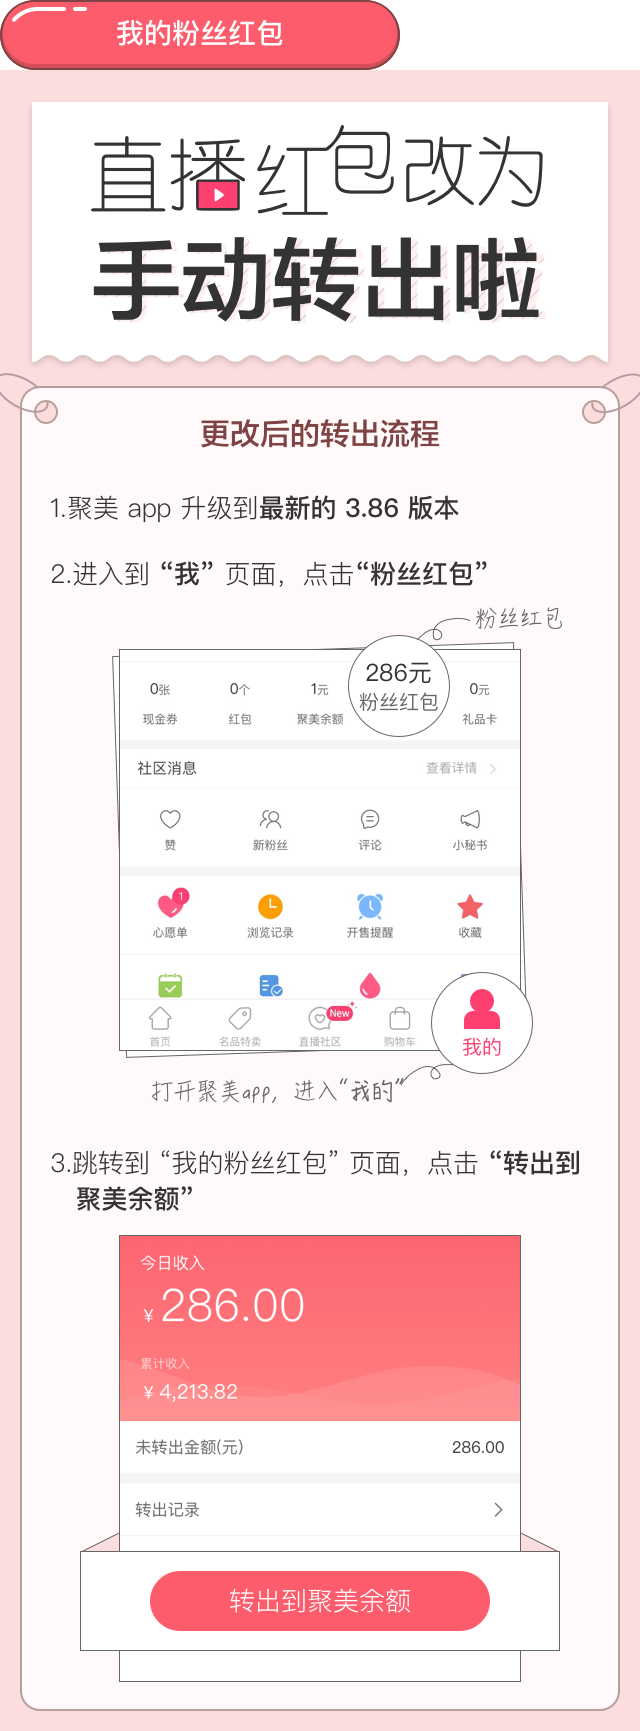 我的粉丝红包
直播红包改为
手动转出啦
更改后的转出流程
1.聚美 app 升级到最新的 3.86 版本
2.进入到 “我” 页面，点击“粉丝红包”
粉丝红包
286元
粉丝红包
0张 0个 1元 0元
现金券 红包 聚美余额 礼品卡
社区消息 查看详情
赞 新粉丝 评论 小秘书
1
心愿单 浏览记录 开售提醒 收藏
New
首页 名品特卖 直播社区 购物车
我的
打开聚美app，进入“我的”
3.跳转到 “我的粉丝红包” 页面，点击 “转出到
聚美余额”
今日收入
¥ 286.00
累计收入
¥ 4,213.82
未转出金额(元) 286.00
转出记录
转出到聚美余额